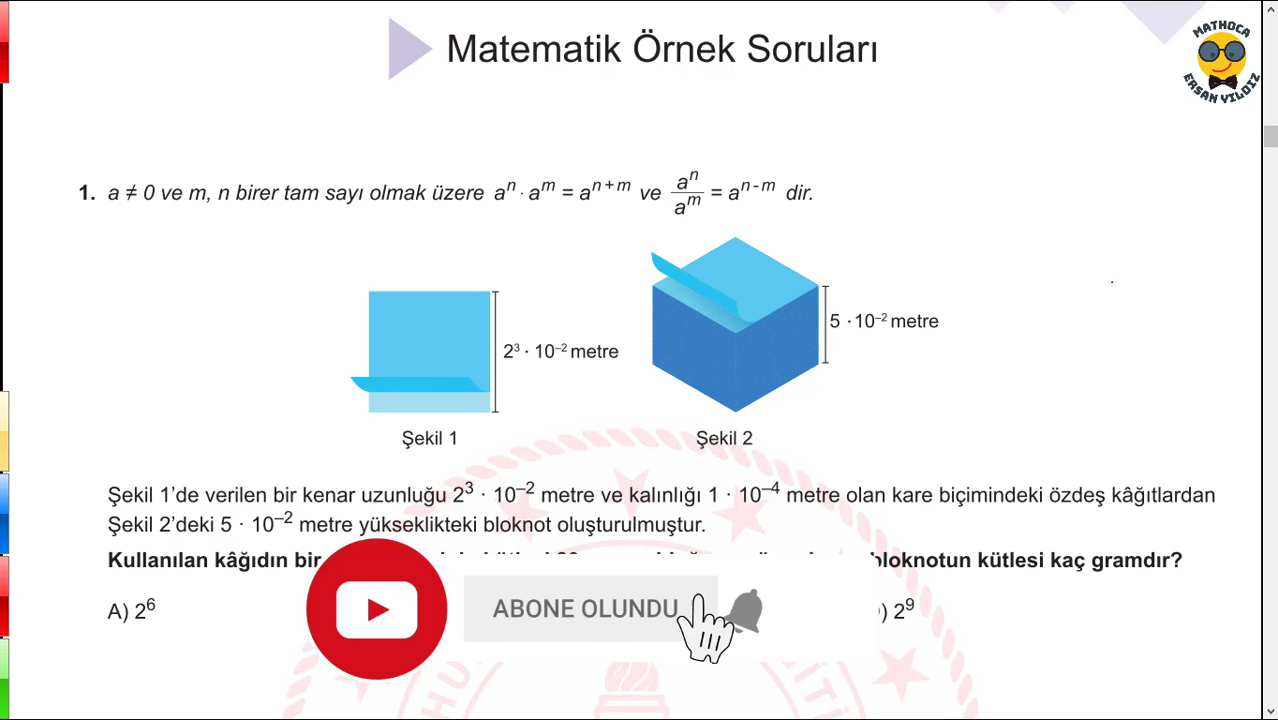 Matematik Örnek Soruları
MATHOCA
ERSAN YILDIZ
1. a ≠ 0 ve m, n birer tam sayı olmak üzere aⁿ · aᵐ = aⁿ⁺ᵐ ve aⁿ/aᵐ = aⁿ⁻ᵐ dir.
5 · 10⁻² metre
2³ · 10⁻² metre
Şekil 1
Şekil 2
Şekil 1’de verilen bir kenar uzunluğu 2³ · 10⁻² metre ve kalınlığı 1 · 10⁻⁴ metre olan kare biçimindeki özdeş kâğıtlardan
Şekil 2’deki 5 · 10⁻² metre yükseklikteki bloknot oluşturulmuştur.
Kullanılan kâğıdın bir bloknotun kütlesi kaç gramdır?
A) 2⁶
) 2⁹
ABONE OLUNDU